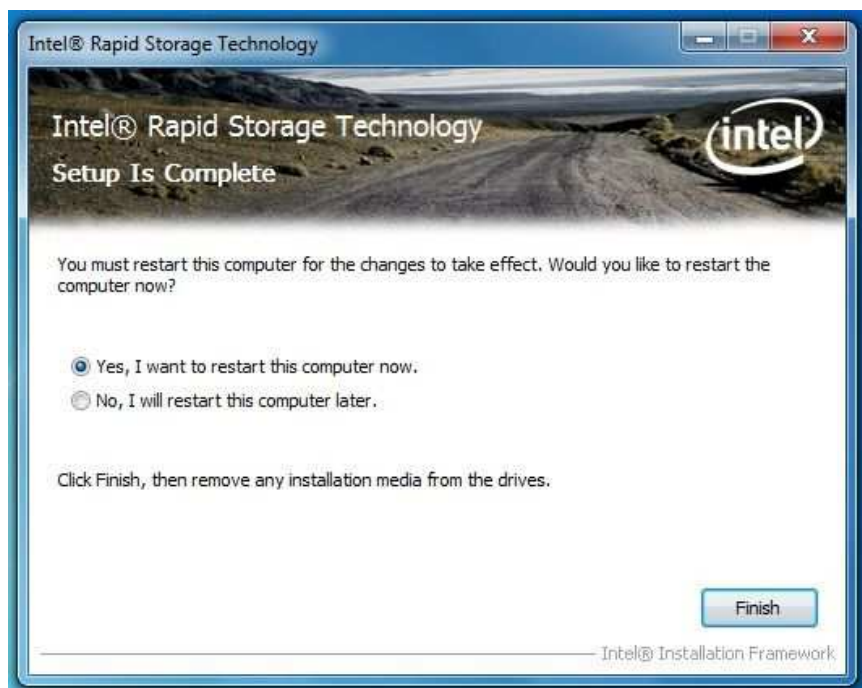 Intel® Rapid Storage Technology
Intel® Rapid Storage Technology
Setup Is Complete
intel
You must restart this computer for the changes to take effect. Would you like to restart the
computer now?
Yes, I want to restart this computer now.
No, I will restart this computer later.
Click Finish, then remove any installation media from the drives.
Finish
Intel® Installation Framework